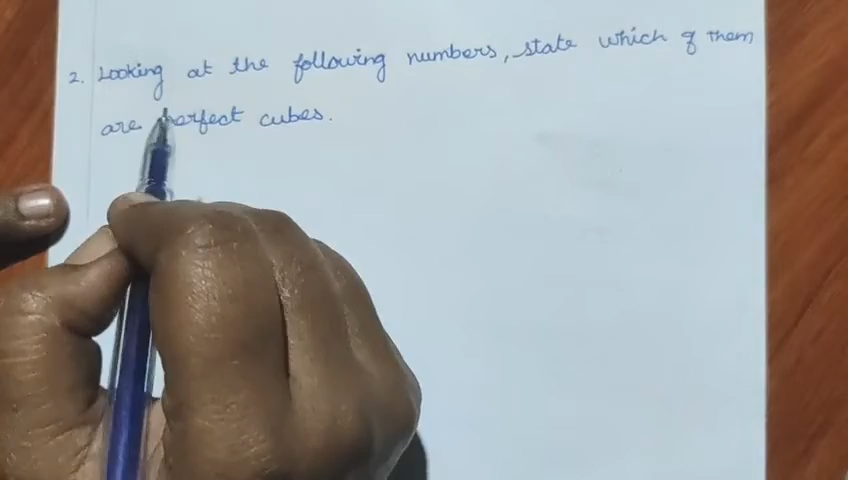 2. Looking at the following numbers, state which of them
are perfect cubes.